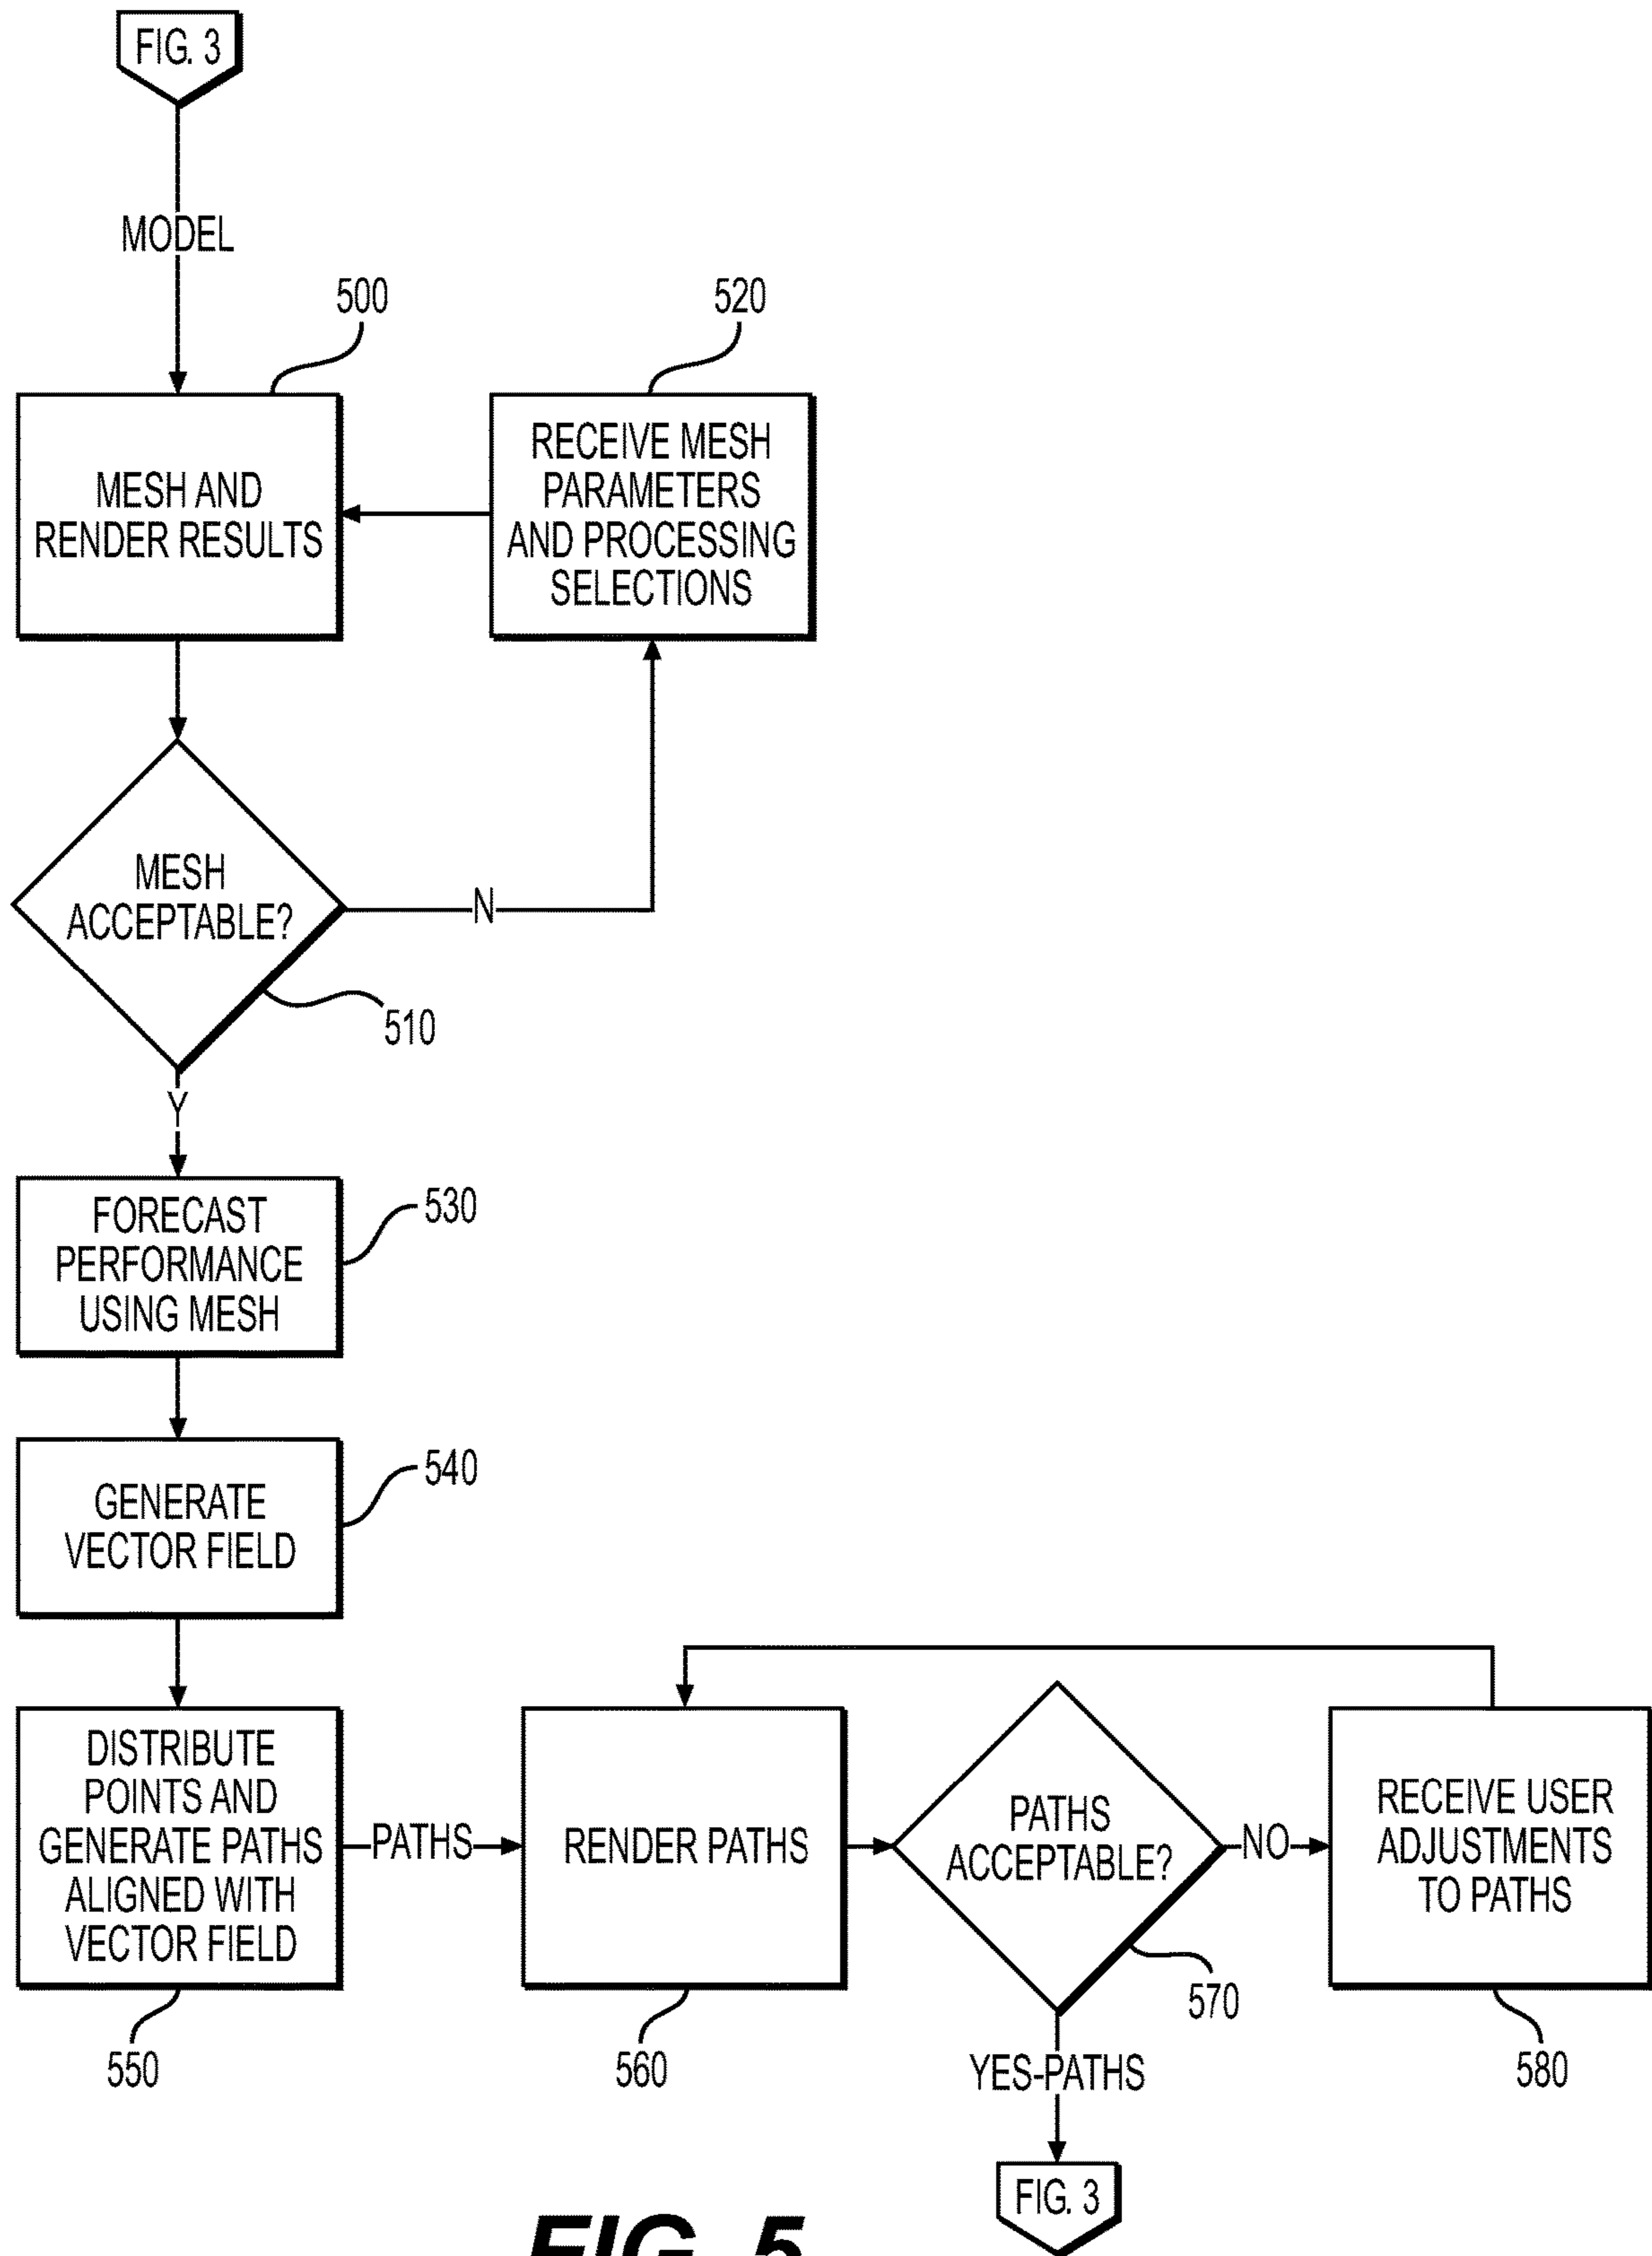 FIG. 3
MODEL
500
520
MESH AND
RENDER RESULTS
RECEIVE MESH
PARAMETERS
AND PROCESSING
SELECTIONS
MESH
ACCEPTABLE?
N
510
Y
FORECAST
PERFORMANCE
USING MESH
530
GENERATE
VECTOR FIELD
540
DISTRIBUTE
POINTS AND
GENERATE PATHS
ALIGNED WITH
VECTOR FIELD
PATHS
RENDER PATHS
PATHS
ACCEPTABLE?
NO
RECEIVE USER
ADJUSTMENTS
TO PATHS
550
560
570
580
YES-PATHS
FIG. 3
FIG. 5